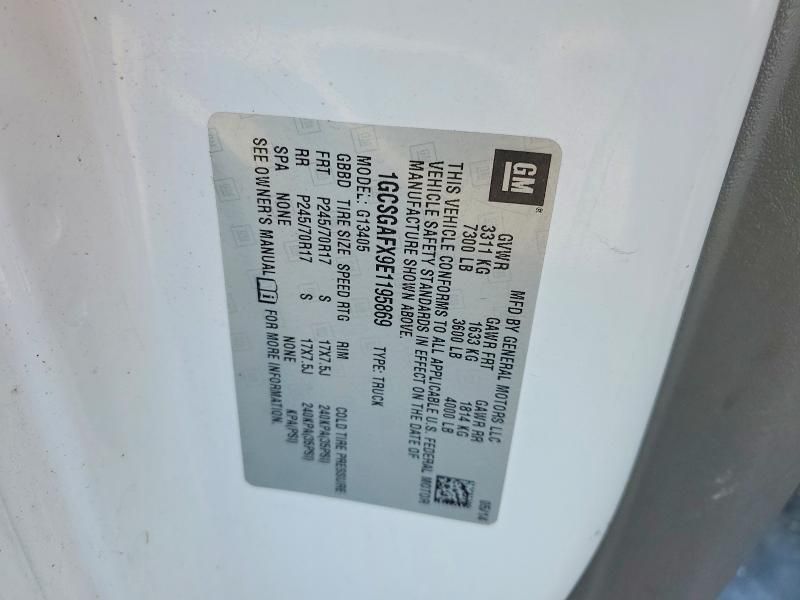 GM
MFD BY GENERAL MOTORS LLC 05/14
GVWR GAWR FRT GAWR RR
3311 KG 1633 KG 1814 KG
7300 LB 3600 LB 4000 LB
THIS VEHICLE CONFORMS TO ALL APPLICABLE U.S. FEDERAL MOTOR
VEHICLE SAFETY STANDARDS IN EFFECT ON THE DATE OF
MANUFACTURE SHOWN ABOVE.
1GCSGAFX9E1195869 TYPE: TRUCK
MODEL: G13405
GBBD TIRE SIZE SPEED RTG RIM COLD TIRE PRESSURE
FRT P245/70R17 S 17X7.5J 240KPA(35PSI)
RR P245/70R17 S 17X7.5J 240KPA(35PSI)
SPA NONE NONE KPA(PSI)
SEE OWNER'S MANUAL FOR MORE INFORMATION.